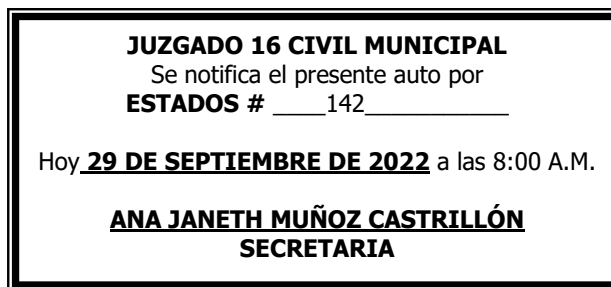 JUZGADO 16 CIVIL MUNICIPAL
Se notifica el presente auto por
ESTADOS # ____142___________
Hoy 29 DE SEPTIEMBRE DE 2022 a las 8:00 A.M.
ANA JANETH MUÑOZ CASTRILLÓN
SECRETARIA